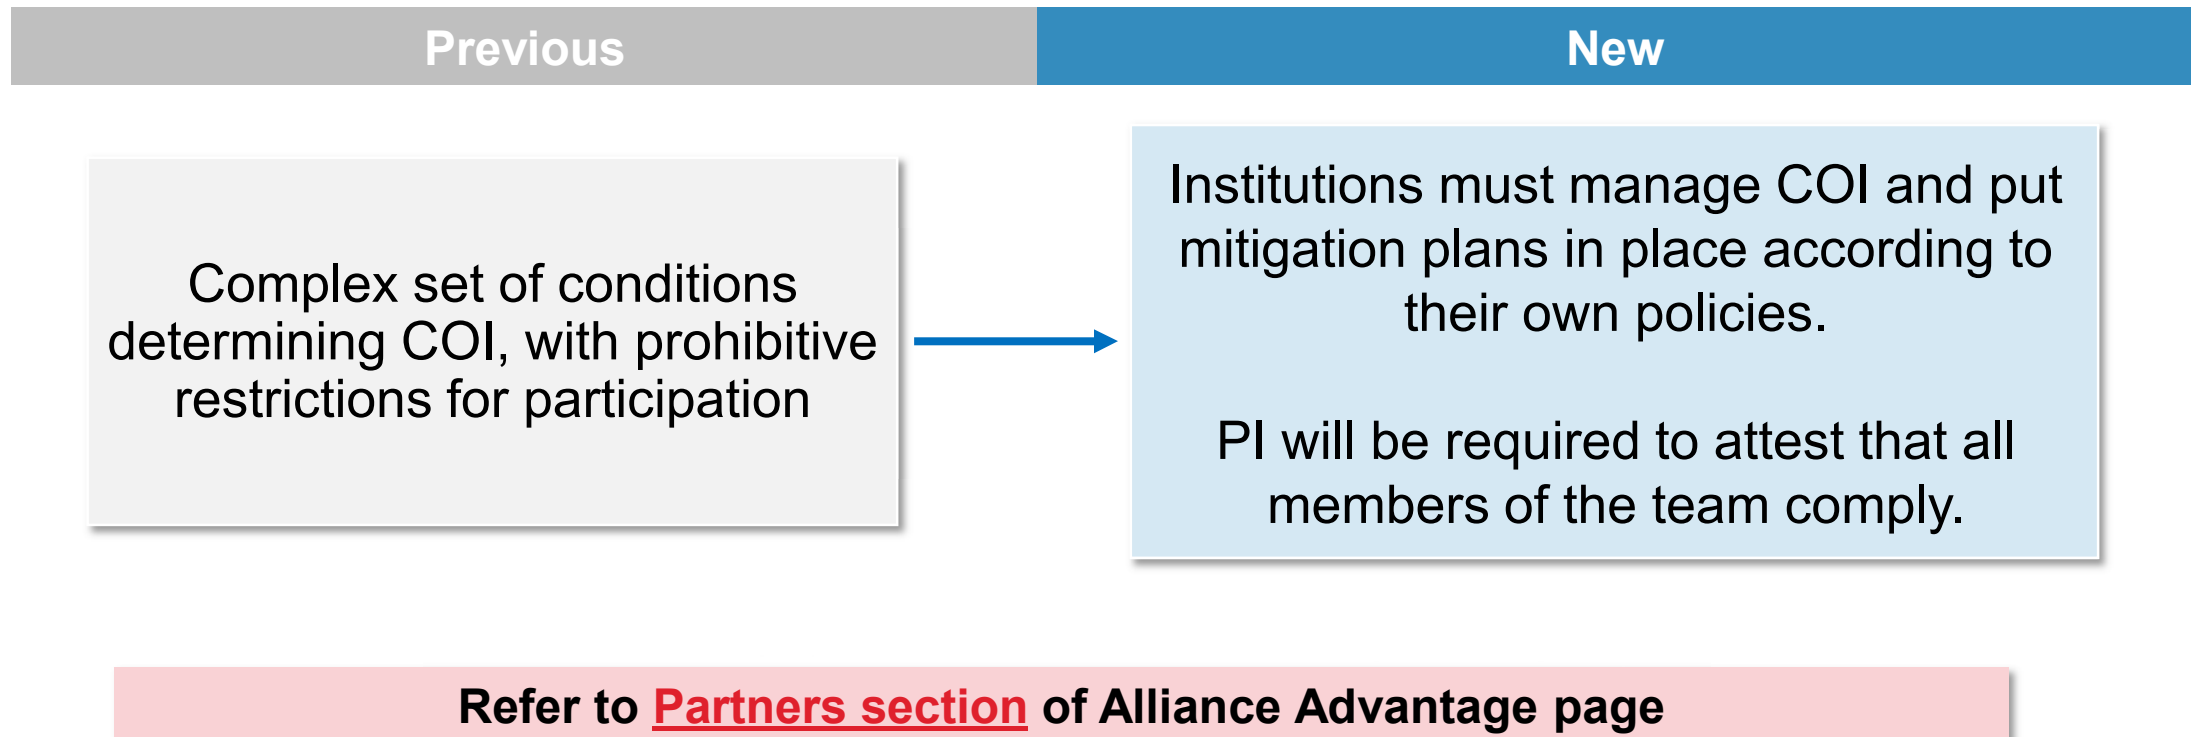 Previous
New
Complex set of conditions
determining COI, with prohibitive
restrictions for participation
Institutions must manage COI and put
mitigation plans in place according to
their own policies.
PI will be required to attest that all
members of the team comply.
Refer to Partners section of Alliance Advantage page